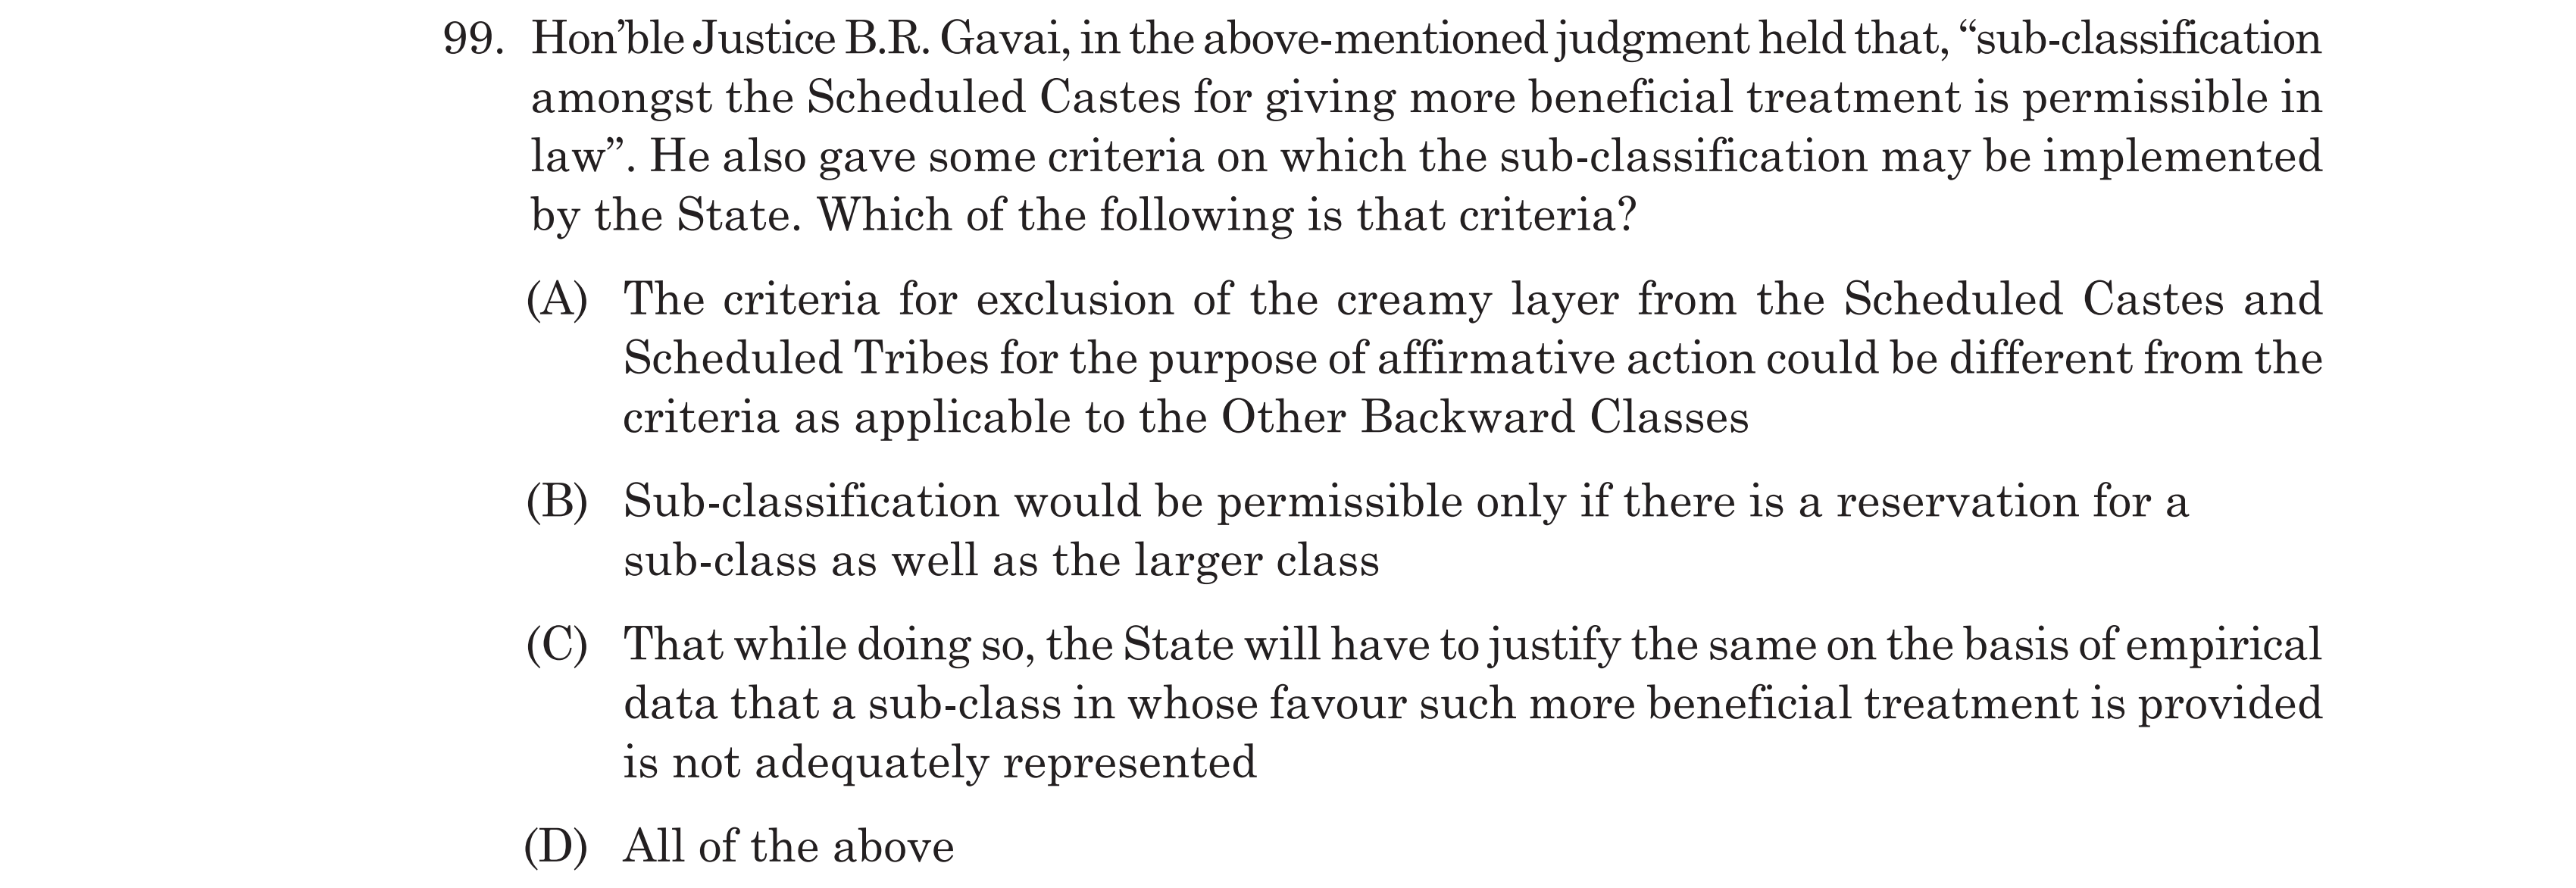 99. Hon’ble Justice B.R. Gavai, in the above-mentioned judgment held that, “sub-classification
amongst the Scheduled Castes for giving more beneficial treatment is permissible in
law”. He also gave some criteria on which the sub-classification may be implemented
by the State. Which of the following is that criteria?
(A) The criteria for exclusion of the creamy layer from the Scheduled Castes and
Scheduled Tribes for the purpose of affirmative action could be different from the
criteria as applicable to the Other Backward Classes
(B) Sub-classification would be permissible only if there is a reservation for a
sub-class as well as the larger class
(C) That while doing so, the State will have to justify the same on the basis of empirical
data that a sub-class in whose favour such more beneficial treatment is provided
is not adequately represented
(D) All of the above